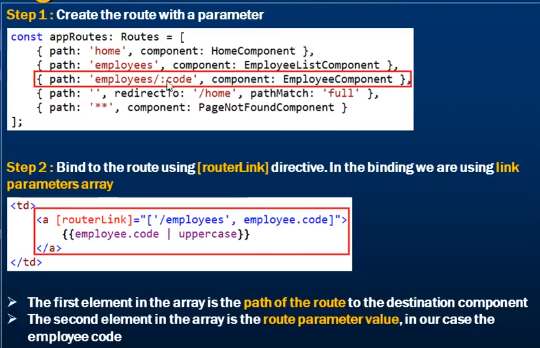 Step 1 : Create the route with a parameter
const appRoutes: Routes = [
{ path: 'home', component: HomeComponent },
{ path: 'employees', component: EmployeeListComponent },
{ path: 'employees/:code', component: EmployeeComponent },
{ path: '', redirectTo: '/home', pathMatch: 'full' },
{ path: '**', component: PageNotFoundComponent }
];
Step 2 : Bind to the route using [routerLink] directive. In the binding we are using link
parameters array
<td>
<a [routerLink]="['/employees', employee.code]">
{{employee.code | uppercase}}
</a>
</td>
➢ The first element in the array is the path of the route to the destination component
➢ The second element in the array is the route parameter value, in our case the
employee code